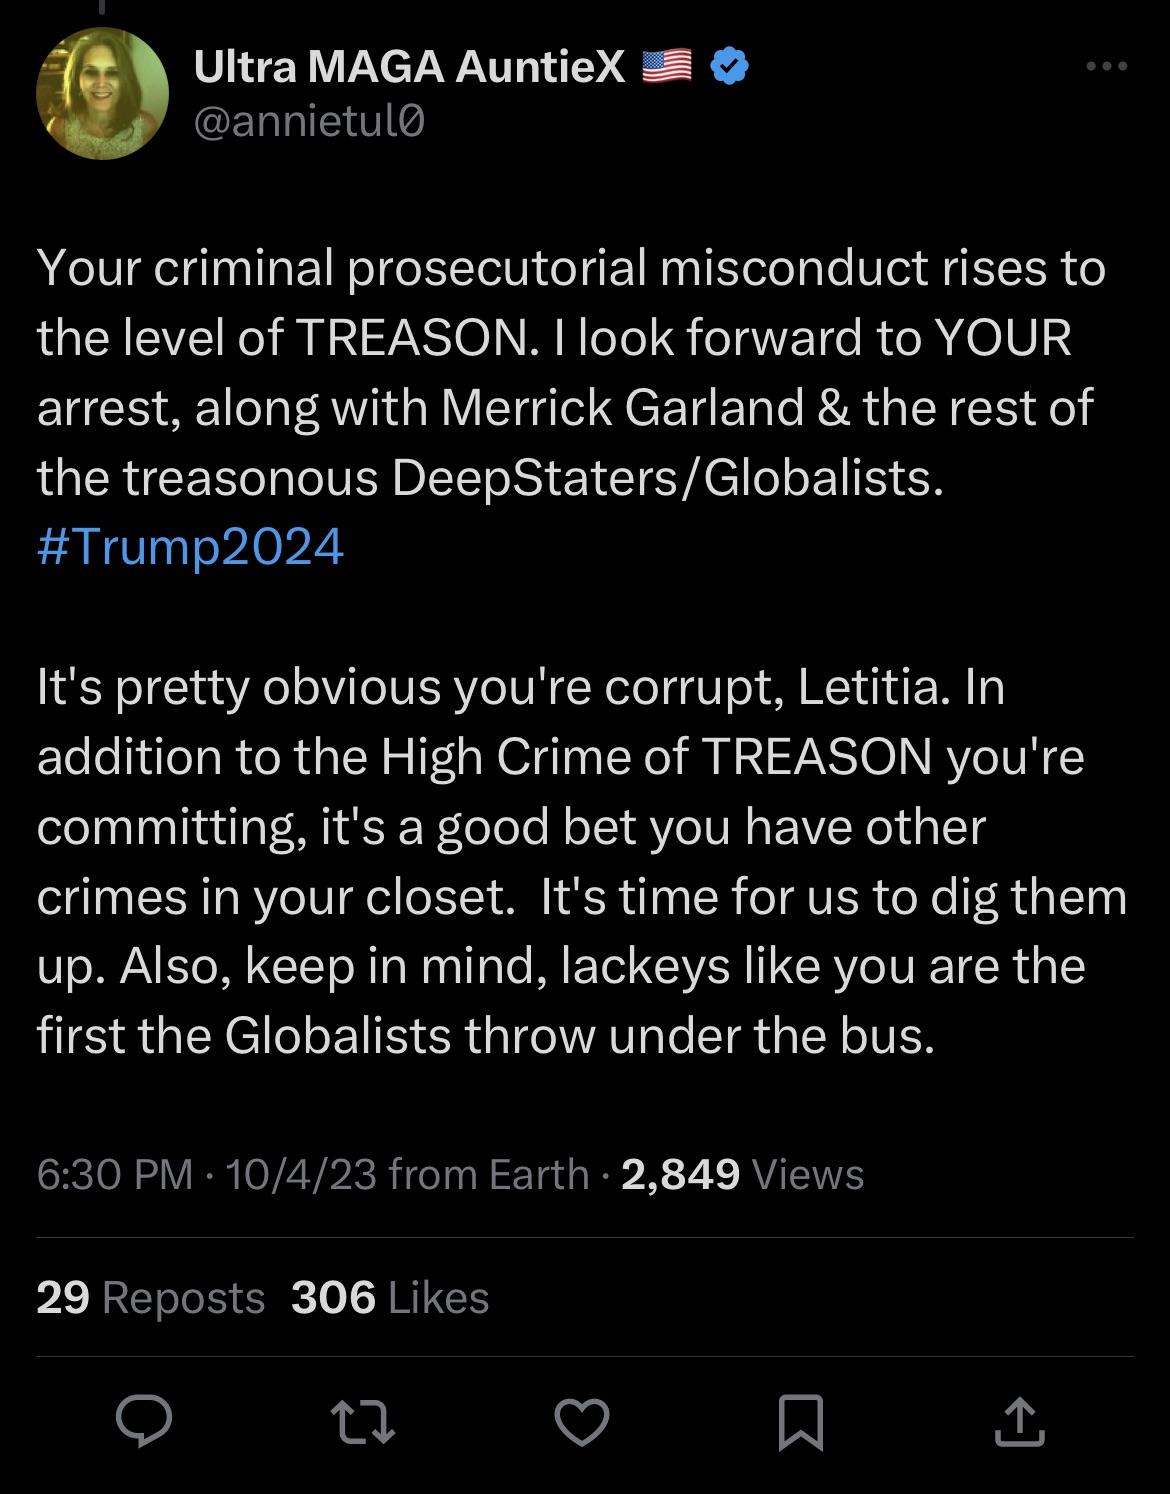 Ultra MAGA AuntieX 🇺🇸
@annietul0
Your criminal prosecutorial misconduct rises to
the level of TREASON. I look forward to YOUR
arrest, along with Merrick Garland & the rest of
the treasonous DeepStaters/Globalists.
#Trump2024
It's pretty obvious you're corrupt, Letitia. In
addition to the High Crime of TREASON you're
committing, it's a good bet you have other
crimes in your closet.  It's time for us to dig them
up. Also, keep in mind, lackeys like you are the
first the Globalists throw under the bus.
6:30 PM · 10/4/23 from Earth · 2,849 Views
29 Reposts 306 Likes